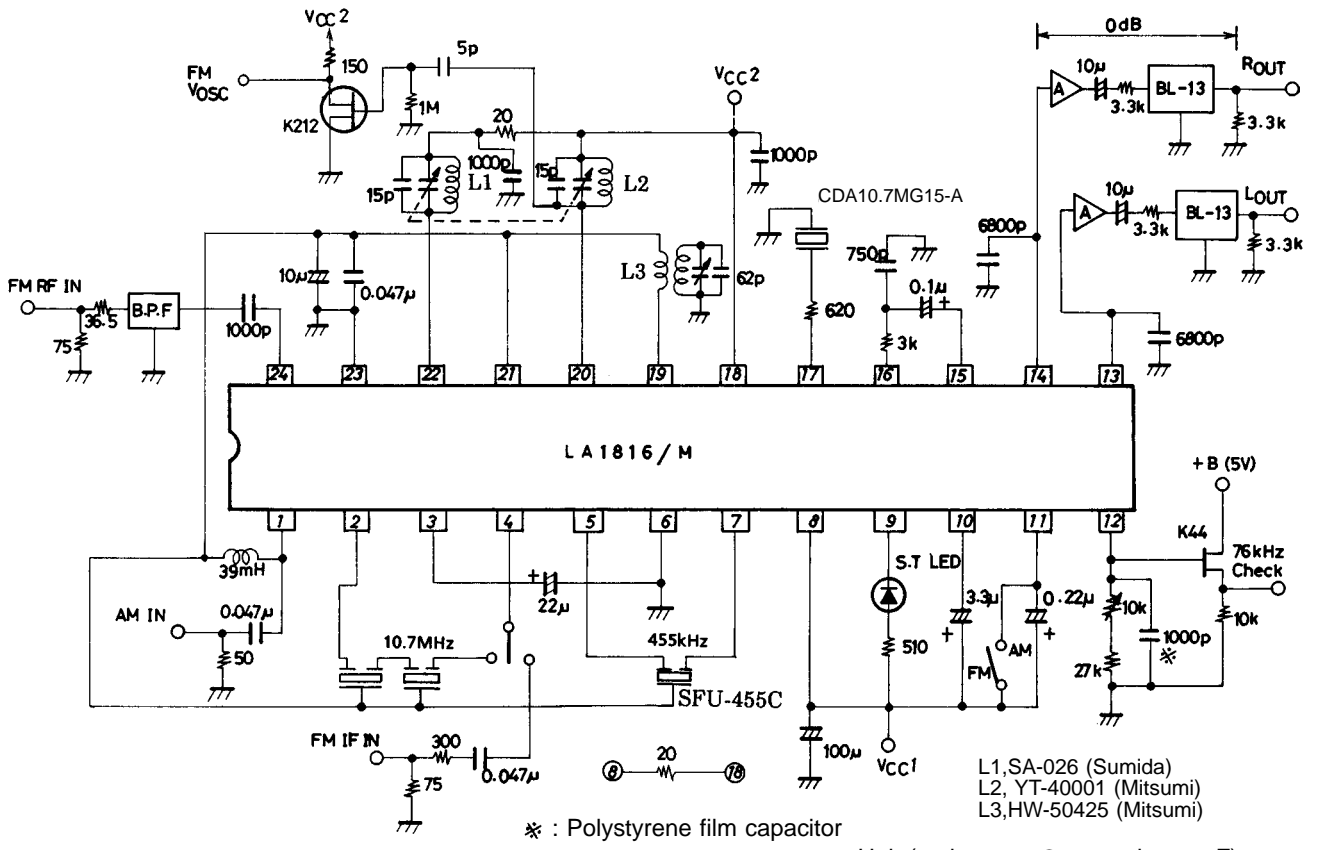 VCC2
0dB
150
5p
FM
VOSC
K212
1M
20
VCC2
10μ
A
3.3k
BL-13
ROUT
3.3k
15p
L1
1000p
15p
L2
1000p
CDA10.7MG15-A
10μ
A
3.3k
BL-13
LOUT
3.3k
6800p
750p
10μ
0.047μ
L3
62p
620
0.1μ
+
3k
6800p
FM RF IN
36.5
B.P.F
75
1000p
24
23
22
21
20
19
18
17
16
15
14
13
LA1816/M
1
2
3
4
5
6
7
8
9
10
11
12
+B (5V)
K44
76kHz
Check
10k
39mH
AM IN
0.047μ
50
10.7MHz
+
22μ
455kHz
SFU-455C
S.T LED
510
3.3μ
+
0.22μ
+
AM
FM
10k
1000p
※
27k
FM IF IN
300
75
0.047μ
8
20
18
100μ
VCC1
L1,SA-026 (Sumida)
L2, YT-40001 (Mitsumi)
L3,HW-50425 (Mitsumi)
※ : Polystyrene film capacitor